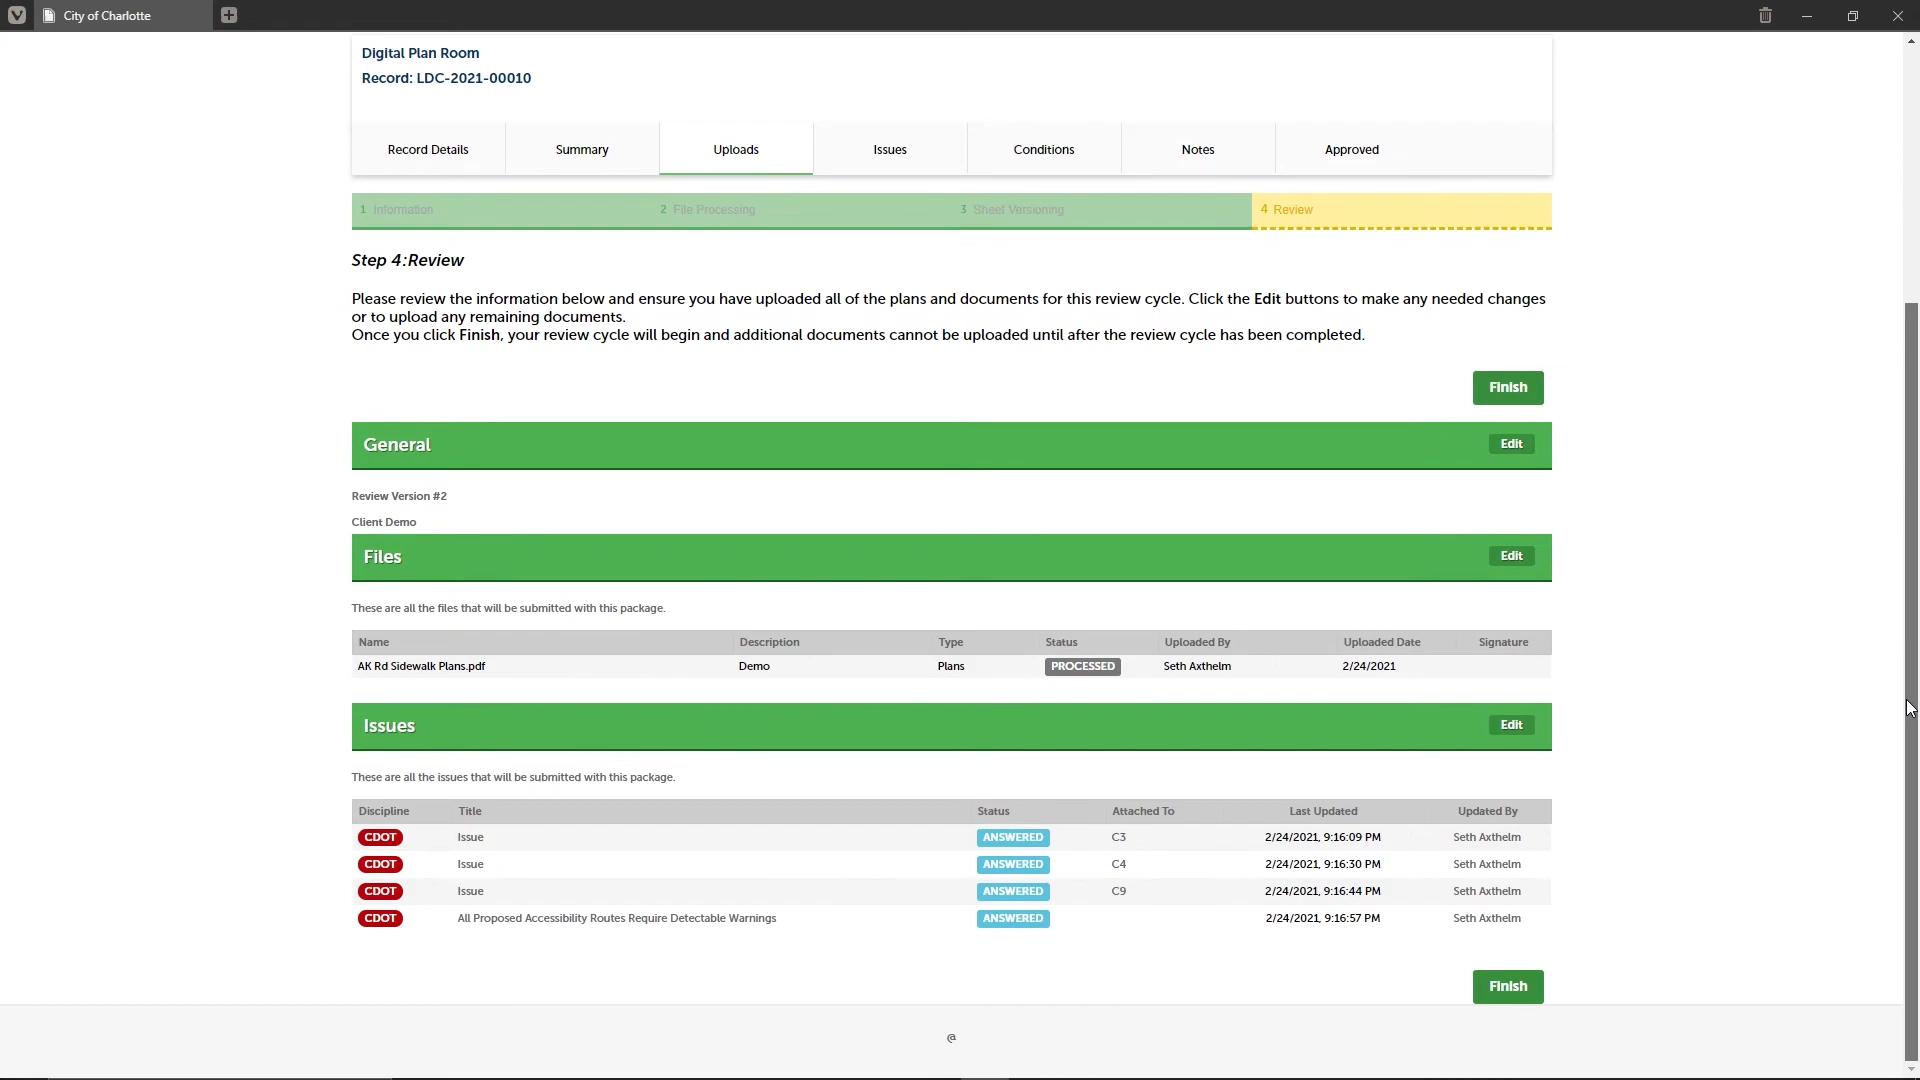 City of Charlotte
Digital Plan Room
Record: LDC-2021-00010
Record Details Summary Uploads Issues Conditions Notes Approved
1 Information 2 File Processing 3 Sheet Versioning 4 Review
Step 4:Review
Please review the information below and ensure you have uploaded all of the plans and documents for this review cycle. Click the Edit buttons to make any needed changes
or to upload any remaining documents.
Once you click Finish, your review cycle will begin and additional documents cannot be uploaded until after the review cycle has been completed.
Finish
General Edit
Review Version #2
Client Demo
Files Edit
These are all the files that will be submitted with this package.
Name Description Type Status Uploaded By Uploaded Date Signature
AK Rd Sidewalk Plans.pdf Demo Plans PROCESSED Seth Axthelm 2/24/2021
Issues Edit
These are all the issues that will be submitted with this package.
Discipline Title Status Attached To Last Updated Updated By
CDOT Issue ANSWERED C3 2/24/2021, 9:16:09 PM Seth Axthelm
CDOT Issue ANSWERED C4 2/24/2021, 9:16:30 PM Seth Axthelm
CDOT Issue ANSWERED C9 2/24/2021, 9:16:44 PM Seth Axthelm
CDOT All Proposed Accessibility Routes Require Detectable Warnings ANSWERED 2/24/2021, 9:16:57 PM Seth Axthelm
Finish
@